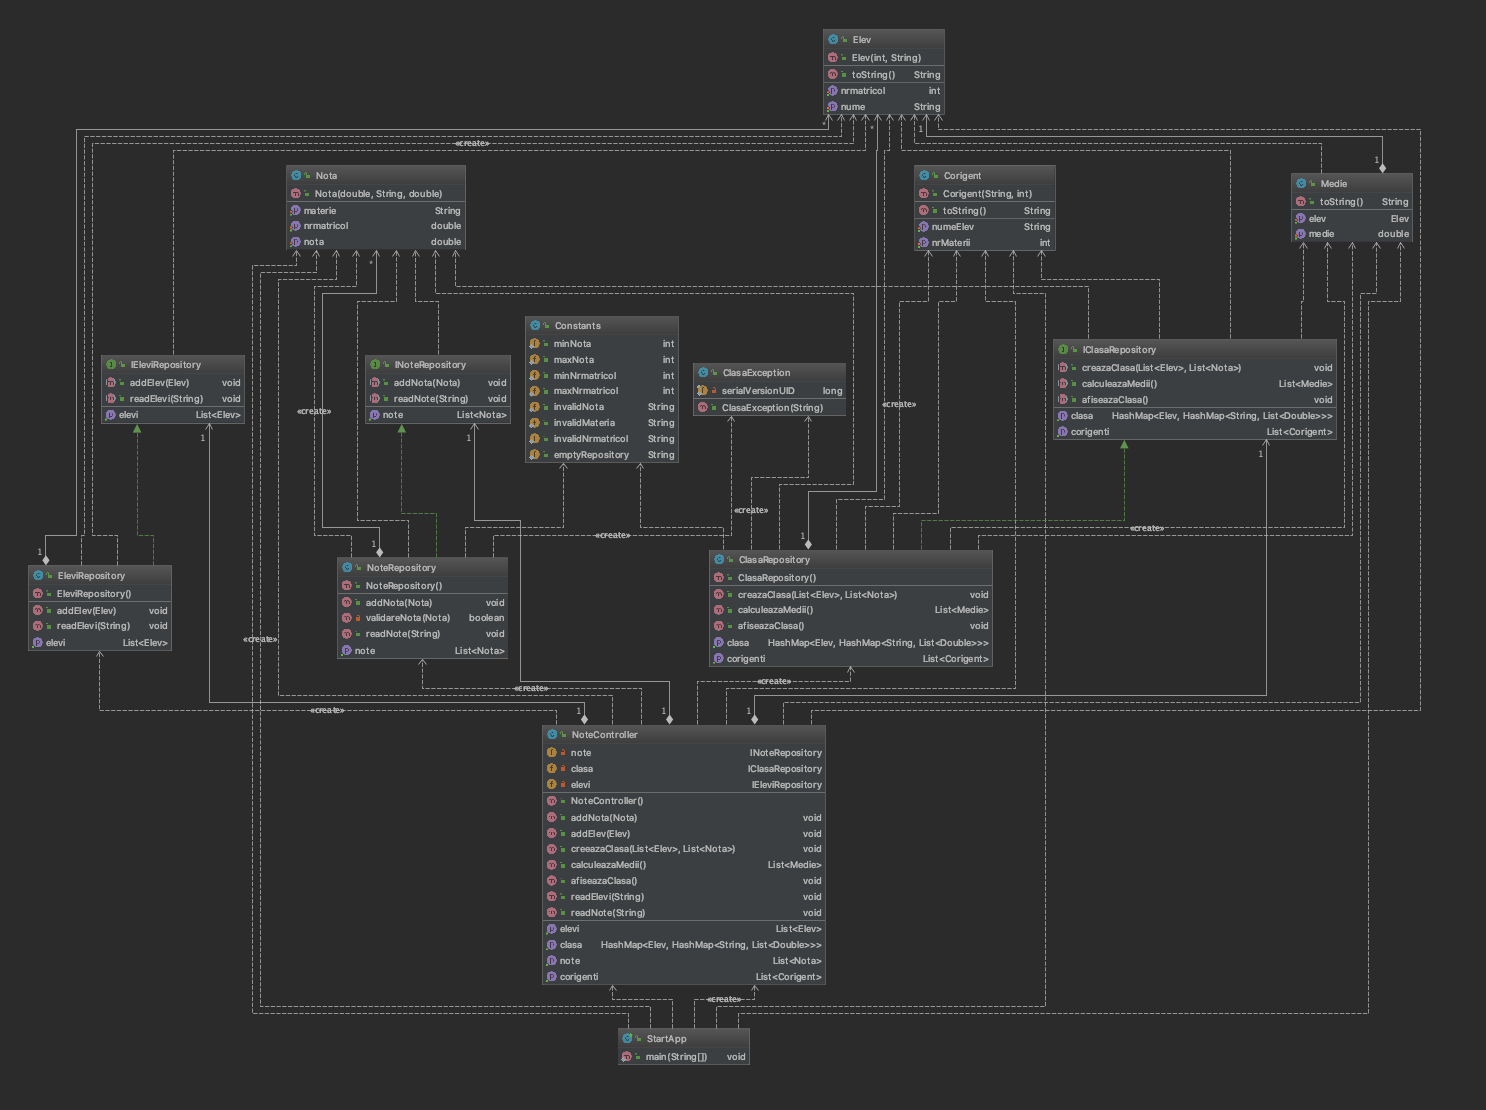 Elev
Elev(int, String)
toString() String
nrmatricol int
nume String
* * 1
«create»
1
Nota
Nota(double, String, double)
materie String
nrmatricol double
nota double
*
Corigent
Corigent(String, int)
toString() String
numeElev String
nrMaterii int
Medie
toString() String
elev Elev
medie double
Constants
minNota int
maxNota int
minNrmatricol int
maxNrmatricol int
invalidNota String
invalidMateria String
invalidNrmatricol String
emptyRepository String
IEleviRepository
addElev(Elev) void
readElevi(String) void
elevi List<Elev>
1
«create»
INoteRepository
addNota(Nota) void
readNote(String) void
note List<Nota>
1
ClasaException
serialVersionUID long
ClasaException(String)
«create»
IClasaRepository
creazaClasa(List<Elev>, List<Nota>) void
calculeazaMedii() List<Medie>
afiseazaClasa() void
clasa HashMap<Elev, HashMap<String, List<Double>>>
corigenti List<Corigent>
1
«create»
«create»
«create»
1
1
1
EleviRepository
EleviRepository()
addElev(Elev) void
readElevi(String) void
elevi List<Elev>
NoteRepository
NoteRepository()
addNota(Nota) void
validareNota(Nota) boolean
readNote(String) void
note List<Nota>
ClasaRepository
ClasaRepository()
creazaClasa(List<Elev>, List<Nota>) void
calculeazaMedii() List<Medie>
afiseazaClasa() void
clasa HashMap<Elev, HashMap<String, List<Double>>>
corigenti List<Corigent>
«create»
«create»
«create»
«create»
1
1
1
NoteController
note INoteRepository
clasa IClasaRepository
elevi IEleviRepository
NoteController()
addNota(Nota) void
addElev(Elev) void
creeazaClasa(List<Elev>, List<Nota>) void
calculeazaMedii() List<Medie>
afiseazaClasa() void
readElevi(String) void
readNote(String) void
elevi List<Elev>
clasa HashMap<Elev, HashMap<String, List<Double>>>
note List<Nota>
corigenti List<Corigent>
«create»
StartApp
main(String[]) void